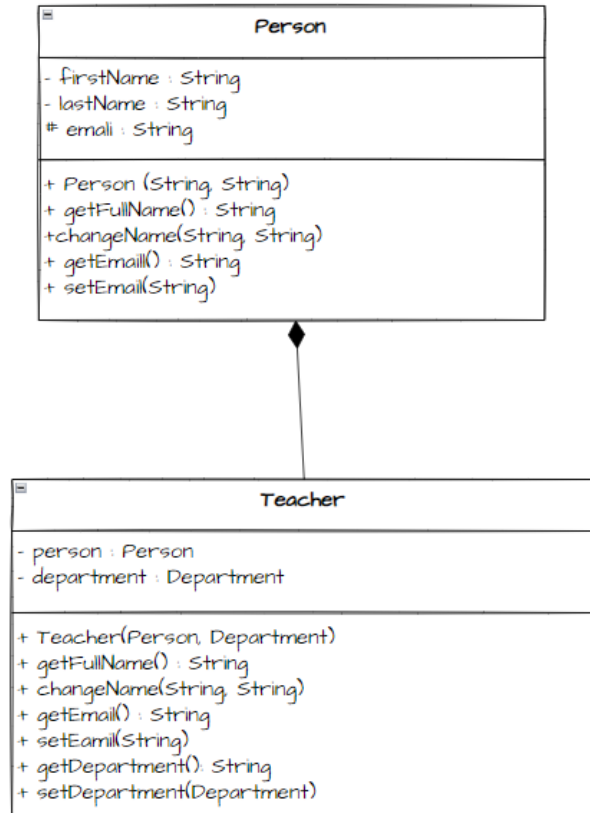 Person
- firstName : String
- lastName : String
# emali : String
+ Person (String, String)
+ getFullName() : String
+changeName(String, String)
+ getEmaill() : String
+ setEmail(String)
Teacher
- person : Person
- department : Department
+ Teacher(Person, Department)
+ getFullName() : String
+ changeName(String, String)
+ getEmail() : String
+ setEamil(String)
+ getDepartment(): String
+ setDepartment(Department)